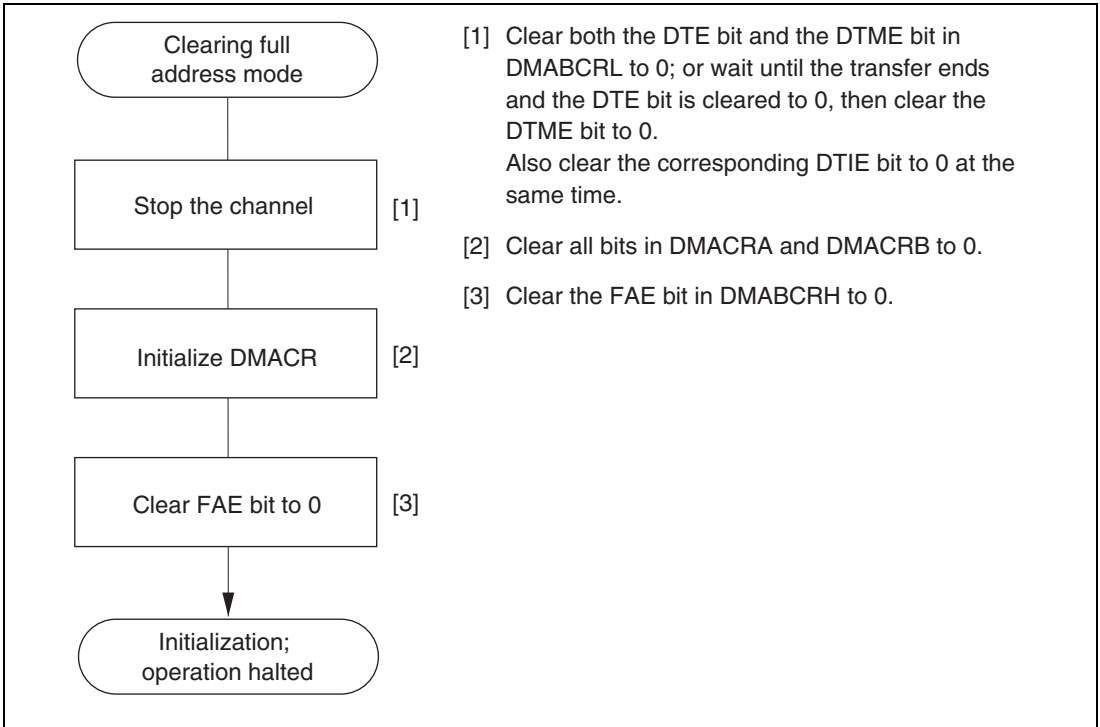 Clearing full
address mode
Stop the channel
[1]
Initialize DMACR
[2]
Clear FAE bit to 0
[3]
Initialization;
operation halted
[1] Clear both the DTE bit and the DTME bit in
DMABCRL to 0; or wait until the transfer ends
and the DTE bit is cleared to 0, then clear the
DTME bit to 0.
Also clear the corresponding DTIE bit to 0 at the
same time.
[2] Clear all bits in DMACRA and DMACRB to 0.
[3] Clear the FAE bit in DMABCRH to 0.